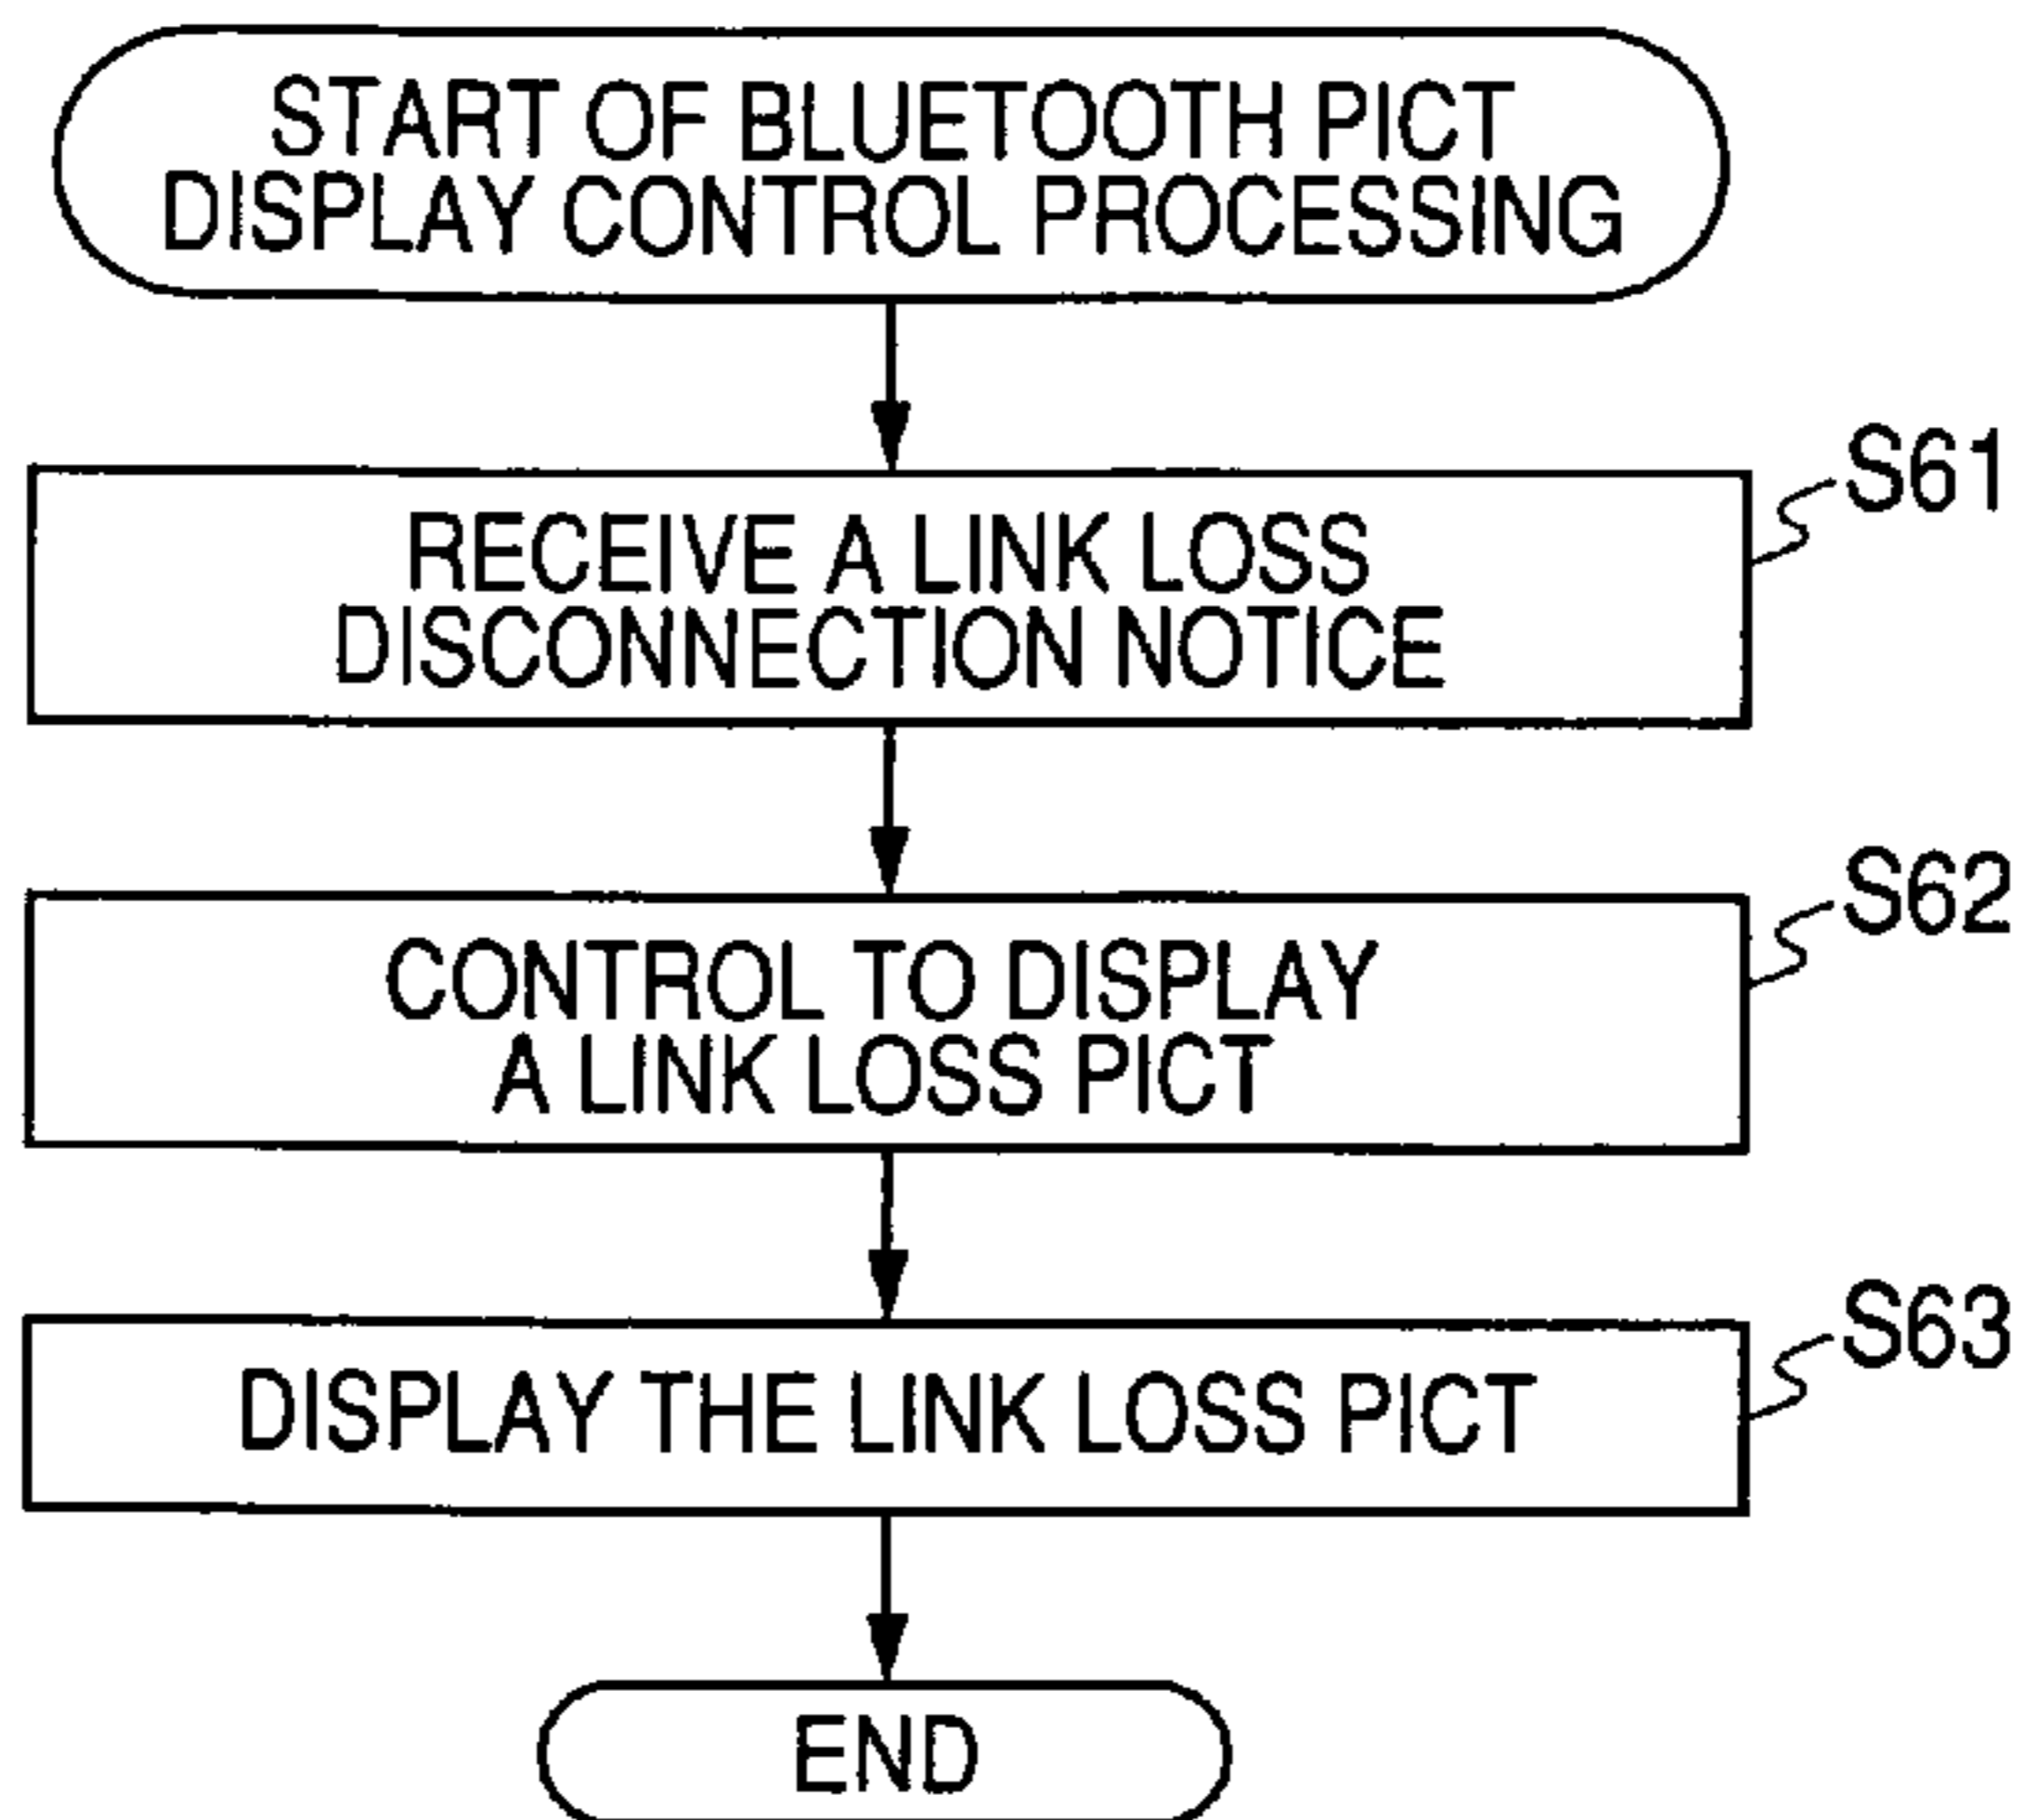 START OF BLUETOOTH PICT
DISPLAY CONTROL PROCESSING
S61
RECEIVE A LINK LOSS
DISCONNECTION NOTICE
S62
CONTROL TO DISPLAY
A LINK LOSS PICT
S63
DISPLAY THE LINK LOSS PICT
END